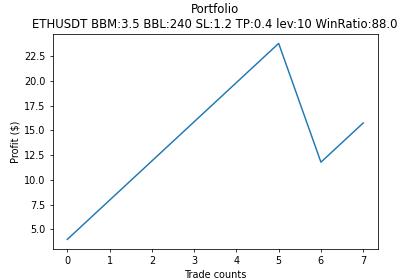 Portfolio
ETHUSDT BBM:3.5 BBL:240 SL:1.2 TP:0.4 lev:10 WinRatio:88.0
Profit ($)
22.5
20.0
17.5
15.0
12.5
10.0
7.5
5.0
0 1 2 3 4 5 6 7
Trade counts